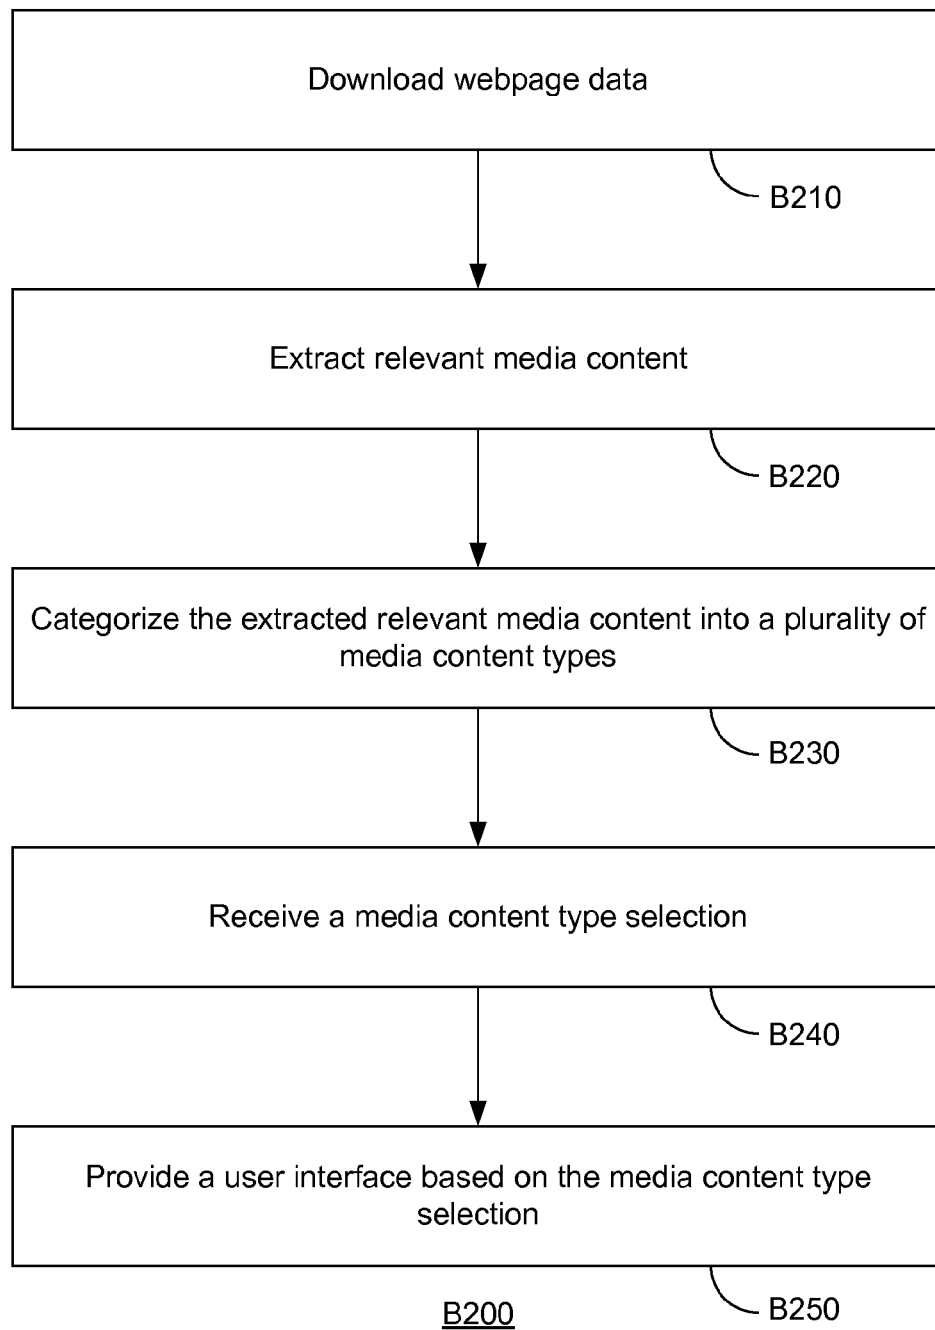 Download webpage data
B210
Extract relevant media content
B220
Categorize the extracted relevant media content into a plurality of
media content types
B230
Receive a media content type selection
B240
Provide a user interface based on the media content type
selection
B250
B200